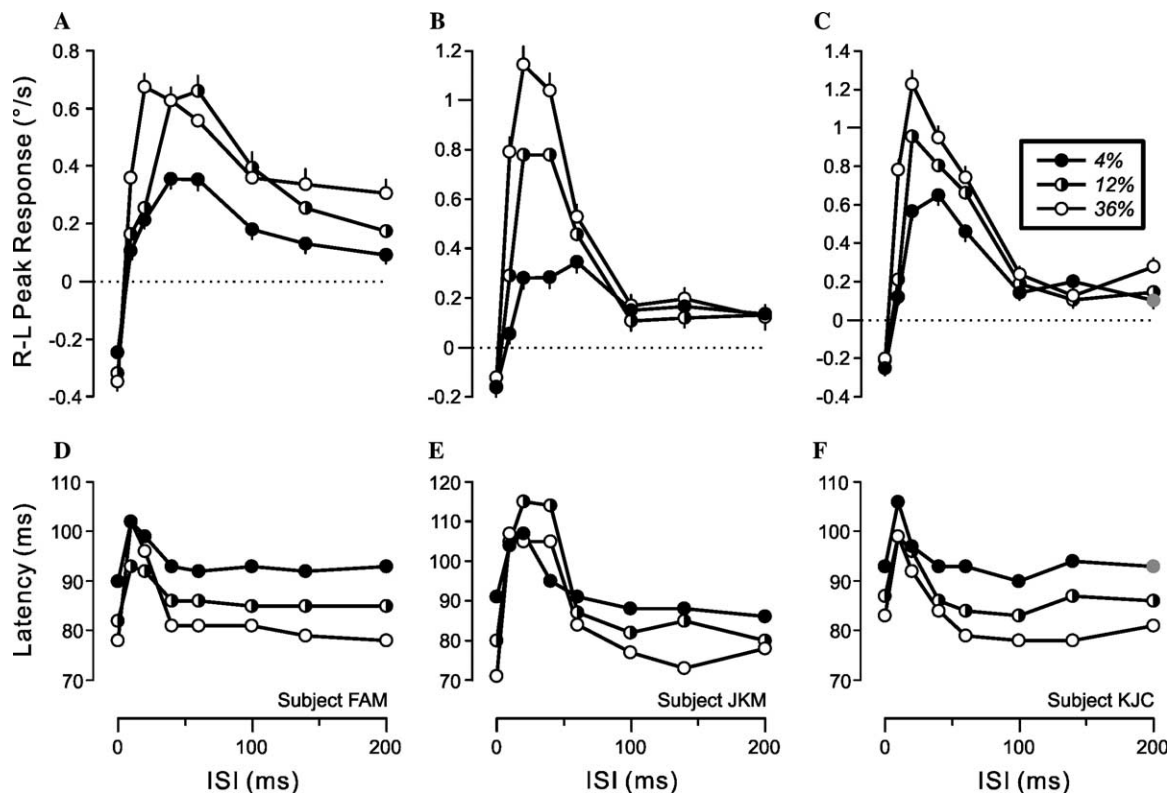 A
B
C
R-L Peak Response (°/s)
0.8
0.6
0.4
0.2
0
-0.2
-0.4
1.2
1
0.8
0.6
0.4
0.2
0
-0.2
1.4
1.2
1
0.8
0.6
0.4
0.2
0
-0.2
-0.4
4%
12%
36%
D
E
F
Latency (ms)
110
100
90
80
70
120
110
100
90
80
70
110
100
90
80
70
Subject FAM
Subject JKM
Subject KJC
0 100 200
0 100 200
0 100 200
ISI (ms)
ISI (ms)
ISI (ms)